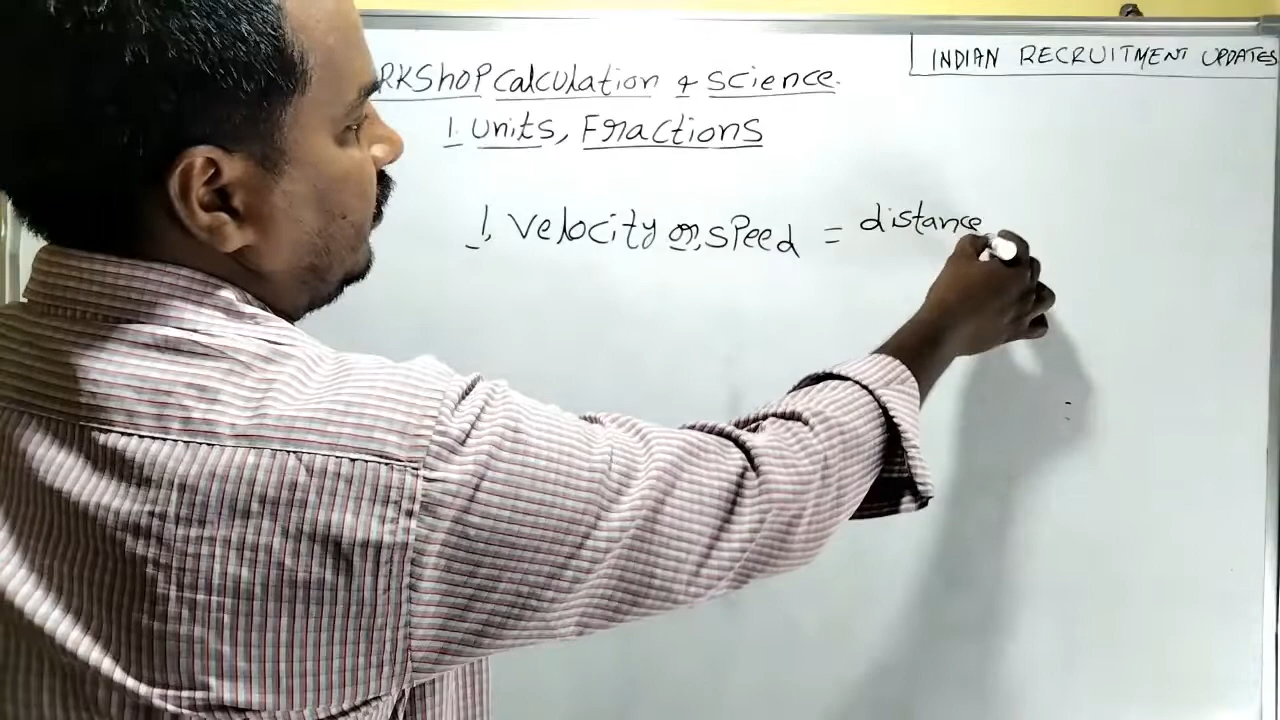 INDIAN RECRUITMENT UPDATES
RKShoP Calculation & Science.
1. Units, Fractions
1, Velocity or, SPeed = distance